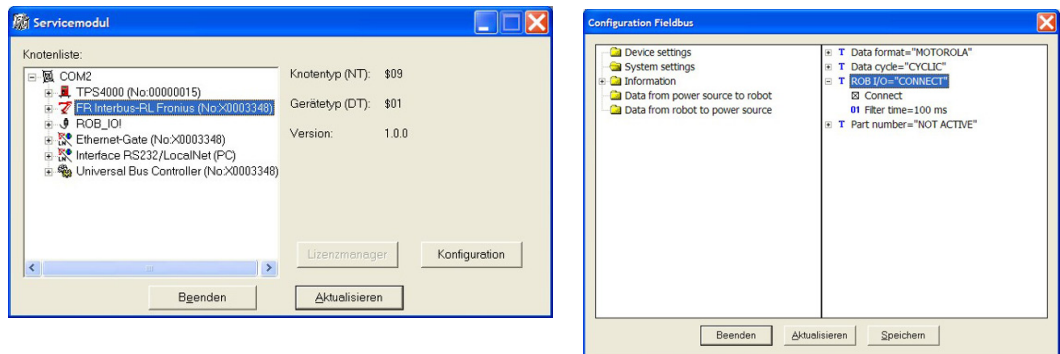 Servicemodul
Knotenliste:
COM2
TPS4000 (No:00000015)
FR Interbus-RL Fronius (No:X0003348)
ROB_IO!
Ethernet-Gate (No:X0003348)
Interface RS232/LocalNet (PC)
Universal Bus Controller (No:X0003348)
Knotentyp (NT): $09
Gerätetyp (DT): $01
Version: 1.0.0
Lizenzmanager
Konfiguration
Beenden
Aktualisieren
Configuration Fieldbus
Device settings
System settings
Information
Data from power source to robot
Data from robot to power source
T Data format="MOTOROLA"
T Data cycle="CYCLIC"
T ROB I/O="CONNECT"
Connect
01 Filter time=100 ms
T Part number="NOT ACTIVE"
Beenden
Aktualisieren
Speichern